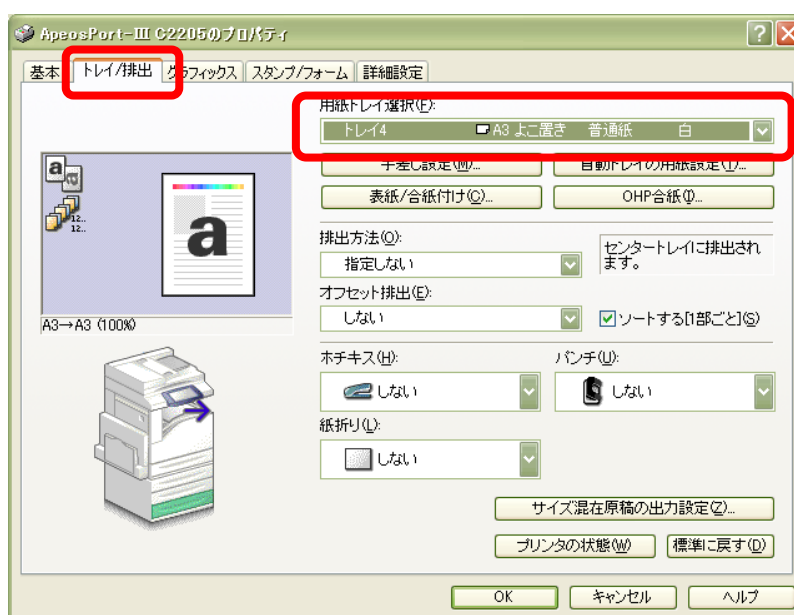 ApeosPort-III C2205のプロパティ
基本 トレイ/排出 グラフィックス スタンプ/フォーム 詳細設定
用紙トレイ選択(F):
トレイ4 A3 よこ置き 普通紙 白
手差し設定(M)... 自動トレイの用紙設定(T)...
表紙/合紙付け(C)... OHP合紙(I)...
排出方法(O):
指定しない
センタートレイに排出され
ます。
オフセット排出(E):
しない ソートする[1部ごと](S)
A3→A3 (100%)
ホチキス(H): パンチ(U):
しない しない
紙折り(L):
しない
サイズ混在原稿の出力設定(Z)...
プリンタの状態(W) 標準に戻す(D)
OK キャンセル ヘルプ